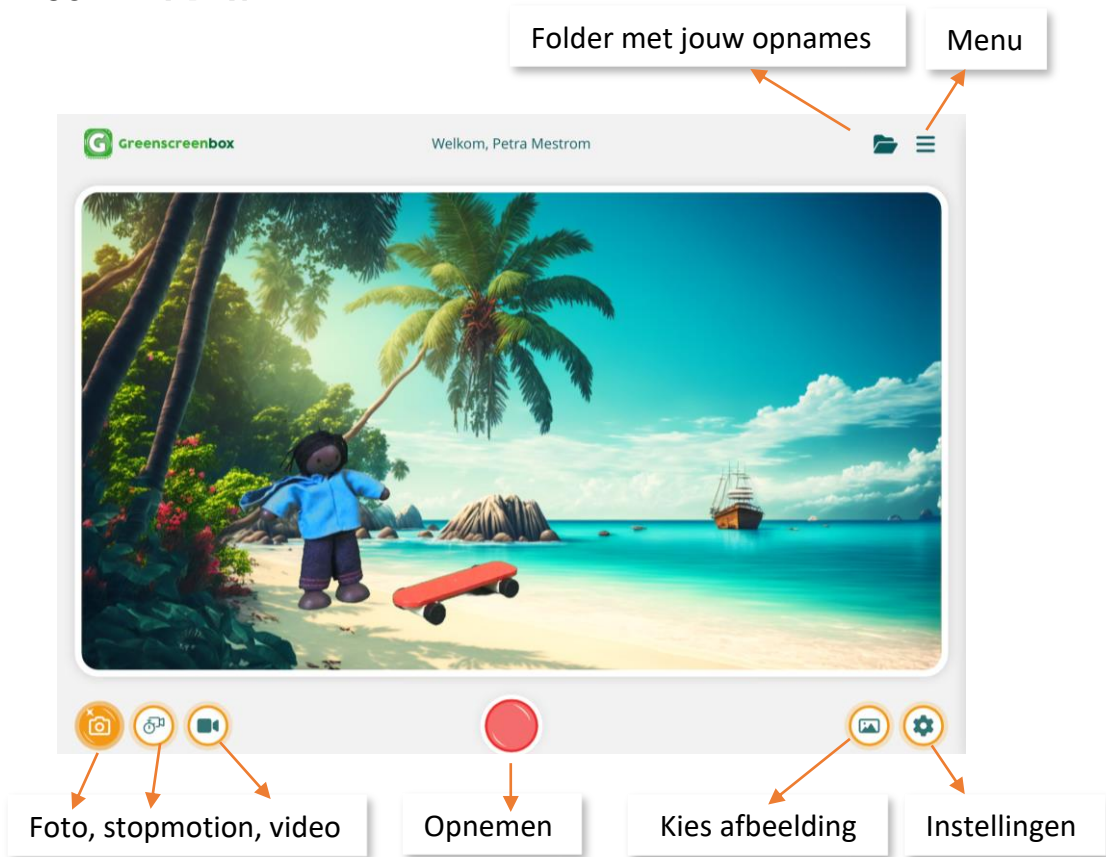 Folder met jouw opnames
Menu
Greenscreenbox
Welkom, Petra Mestrom
Foto, stopmotion, video
Opnemen
Kies afbeelding
Instellingen